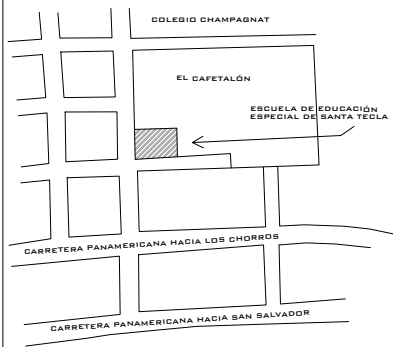 COLEGIO CHAMPAGNAT
EL CAFETALÓN
ESCUELA DE EDUCACIÓN
ESPECIAL DE SANTA TECLA
CARRETERA PANAMERICANA HACIA LOS CHORROS
CARRETERA PANAMERICANA HACIA SAN SALVADOR